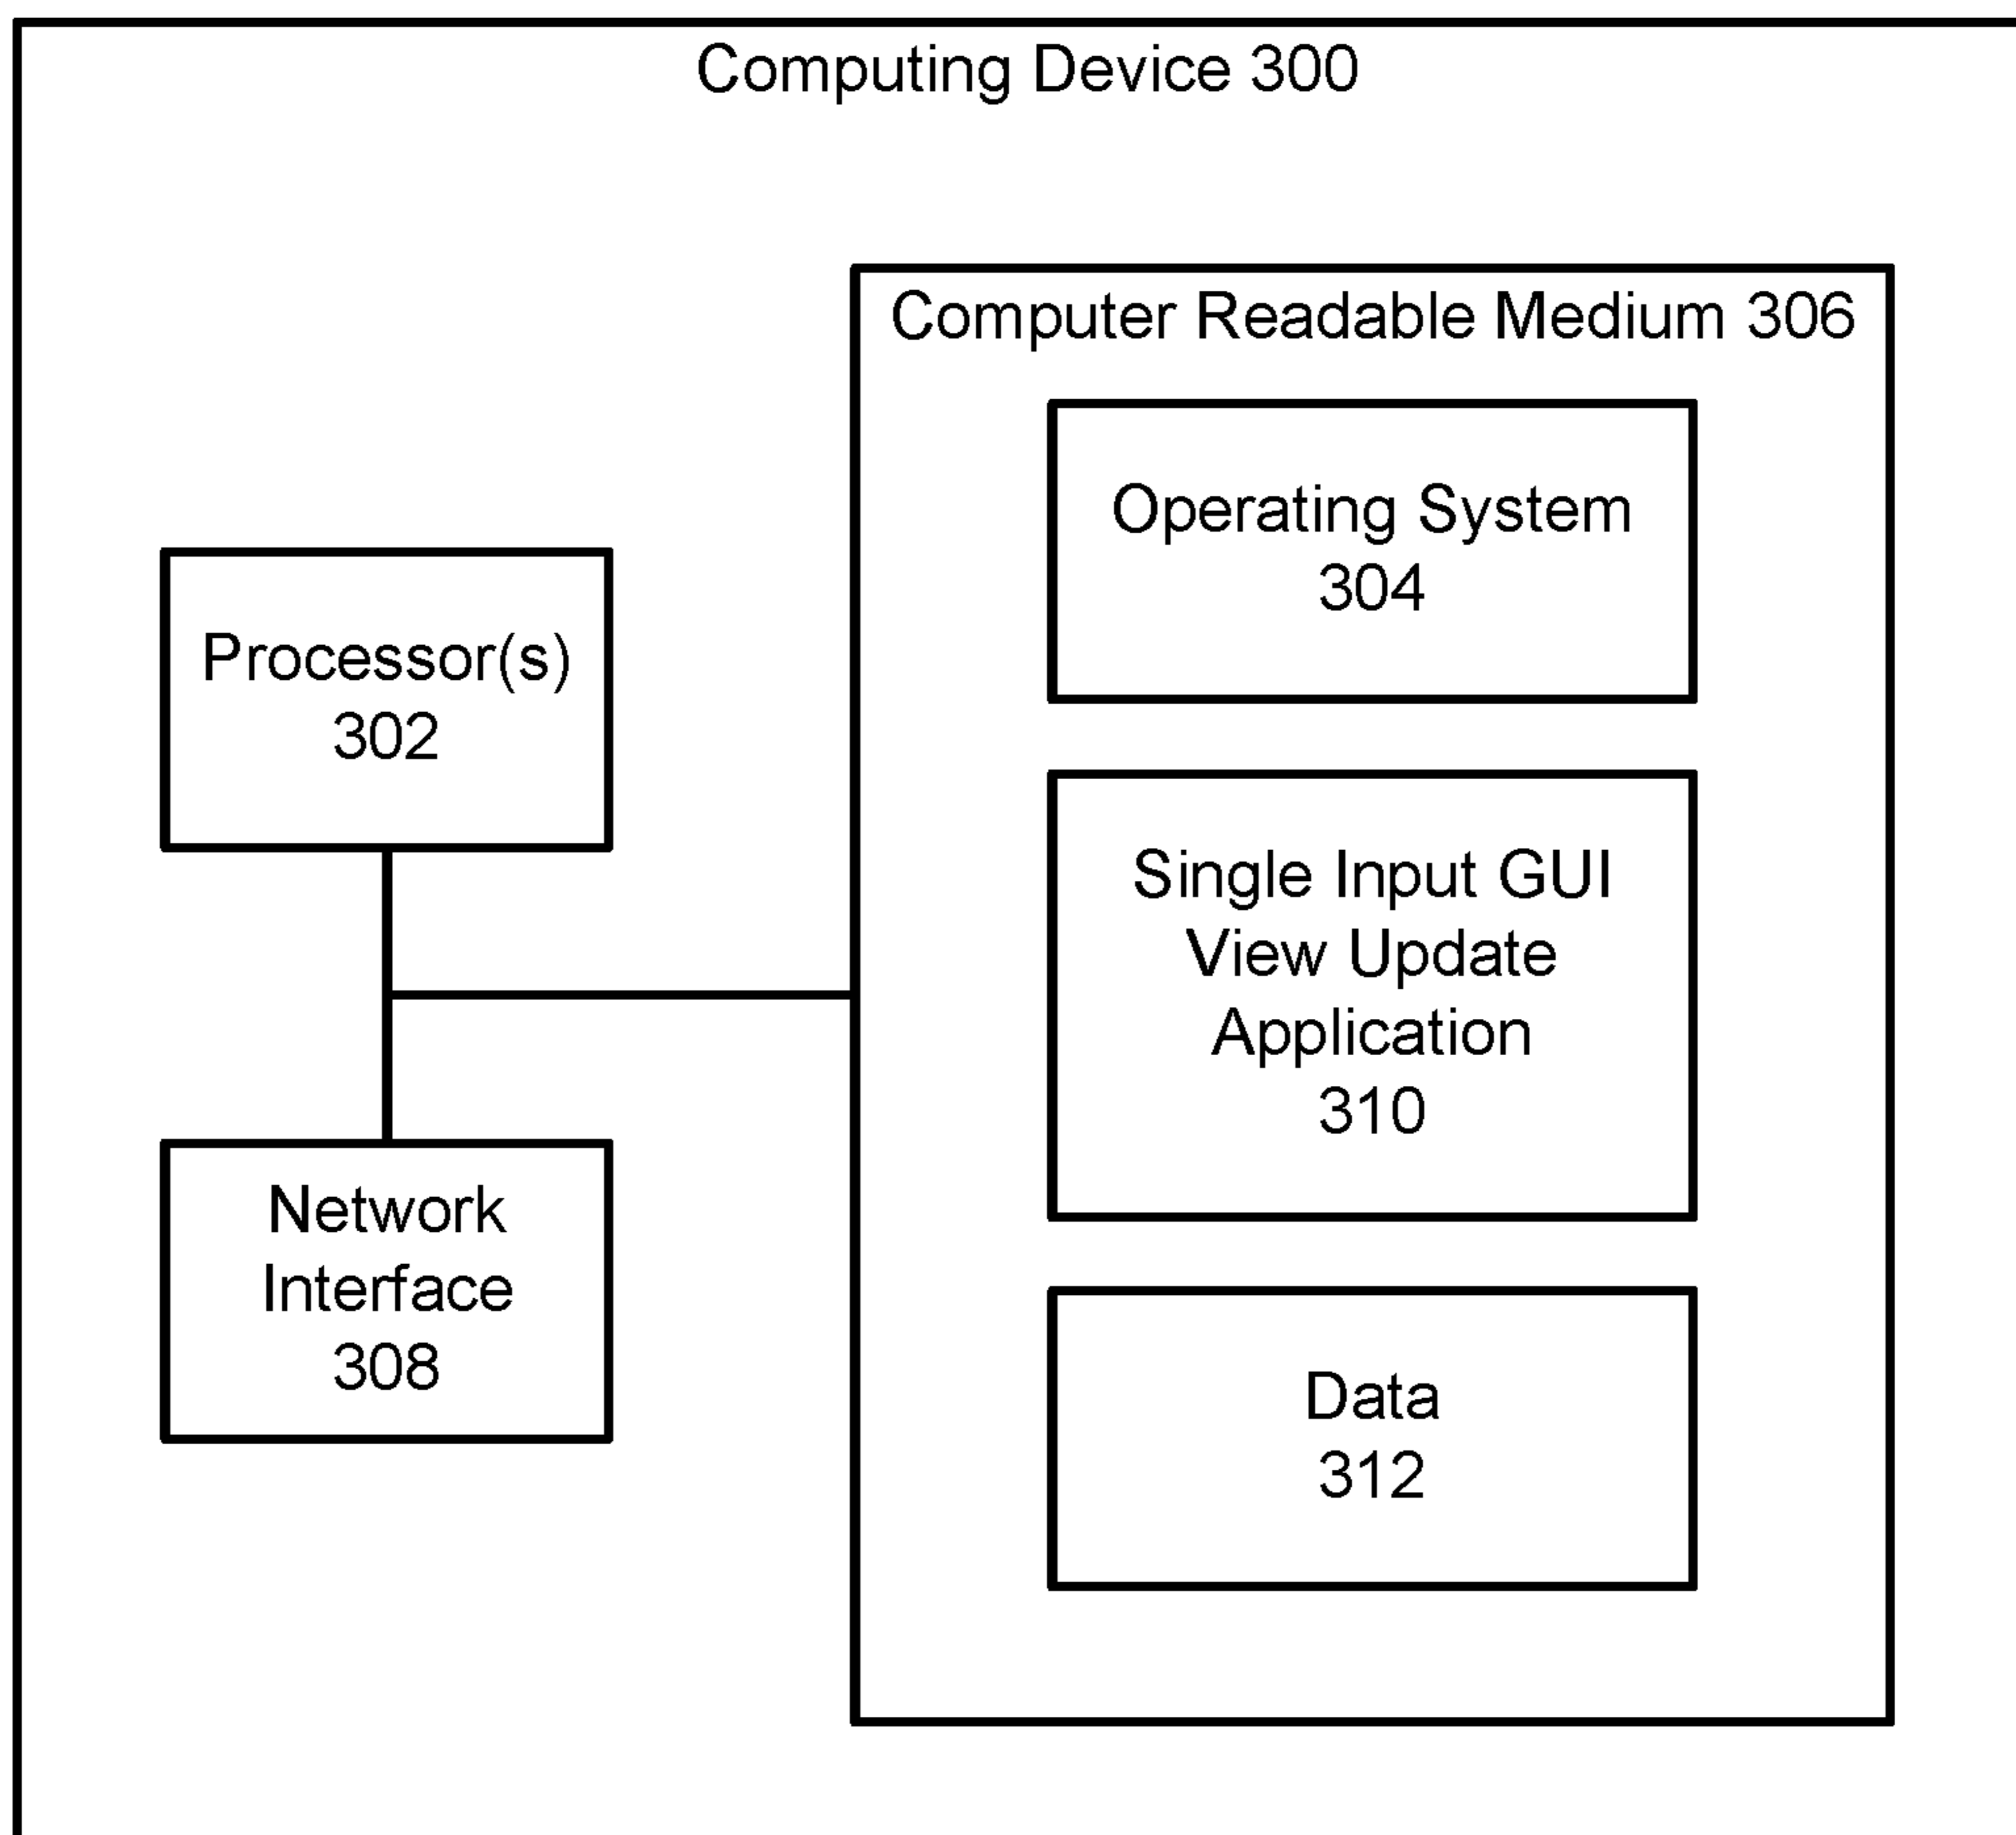 Computing Device 300
Computer Readable Medium 306
Operating System
304
Processor(s)
302
Single Input GUI
View Update
Application
310
Network
Interface
308
Data
312